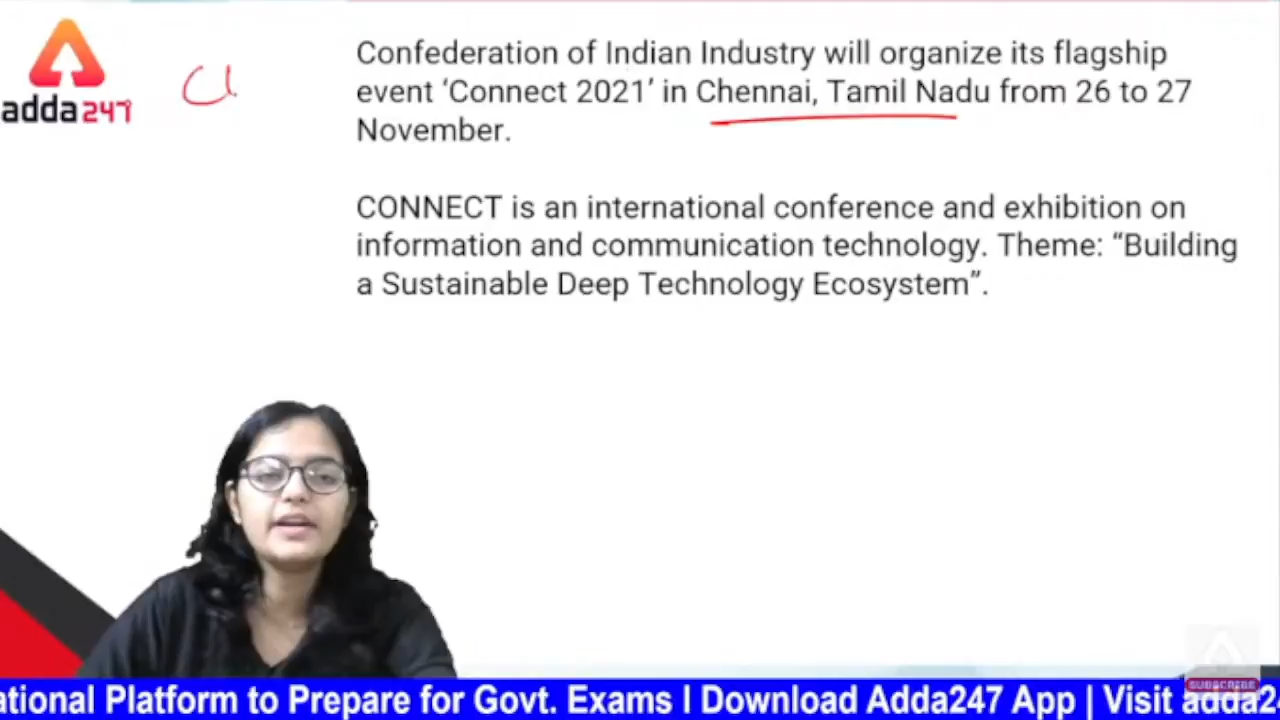 Confederation of Indian Industry will organize its flagship
event ‘Connect 2021’ in Chennai, Tamil Nadu from 26 to 27
November.
CONNECT is an international conference and exhibition on
information and communication technology. Theme: “Building
a Sustainable Deep Technology Ecosystem”.
adda247
CI
SUBSCRIBE
ational Platform to Prepare for Govt. Exams I Download Adda247 App | Visit adda2